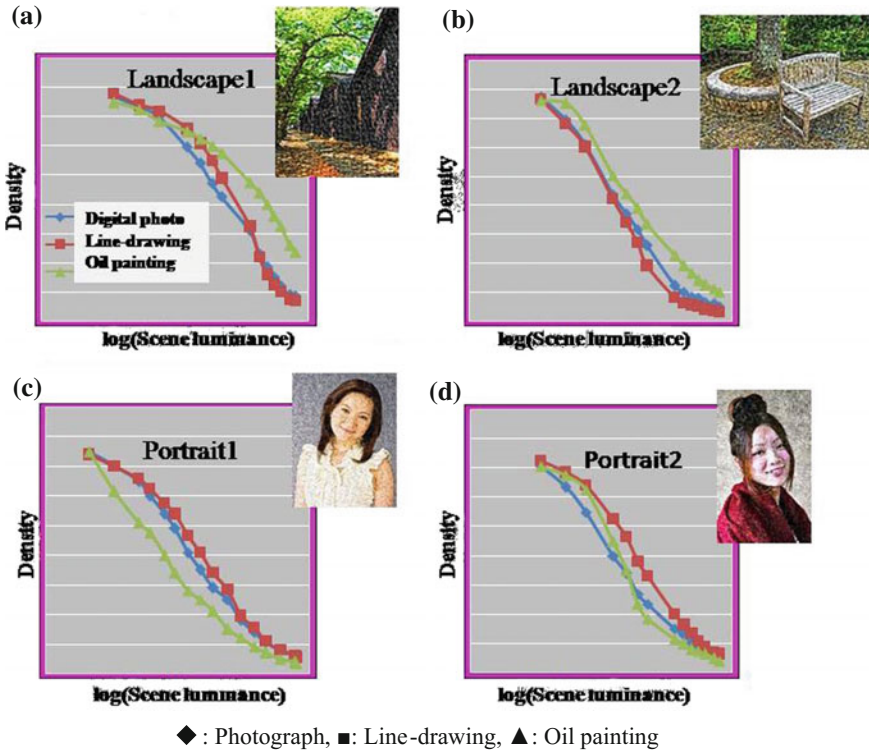 (a)
Landscape1
Density
Digital photo
Line-drawing
Oil painting
log(Scene luminance)
(b)
Landscape2
Density
log(Scene luminance)
(c)
Portrait1
Density
log(Scene luminance)
(d)
Portrait2
Density
log(Scene luminance)
◆ : Photograph, ■: Line-drawing, ▲: Oil painting